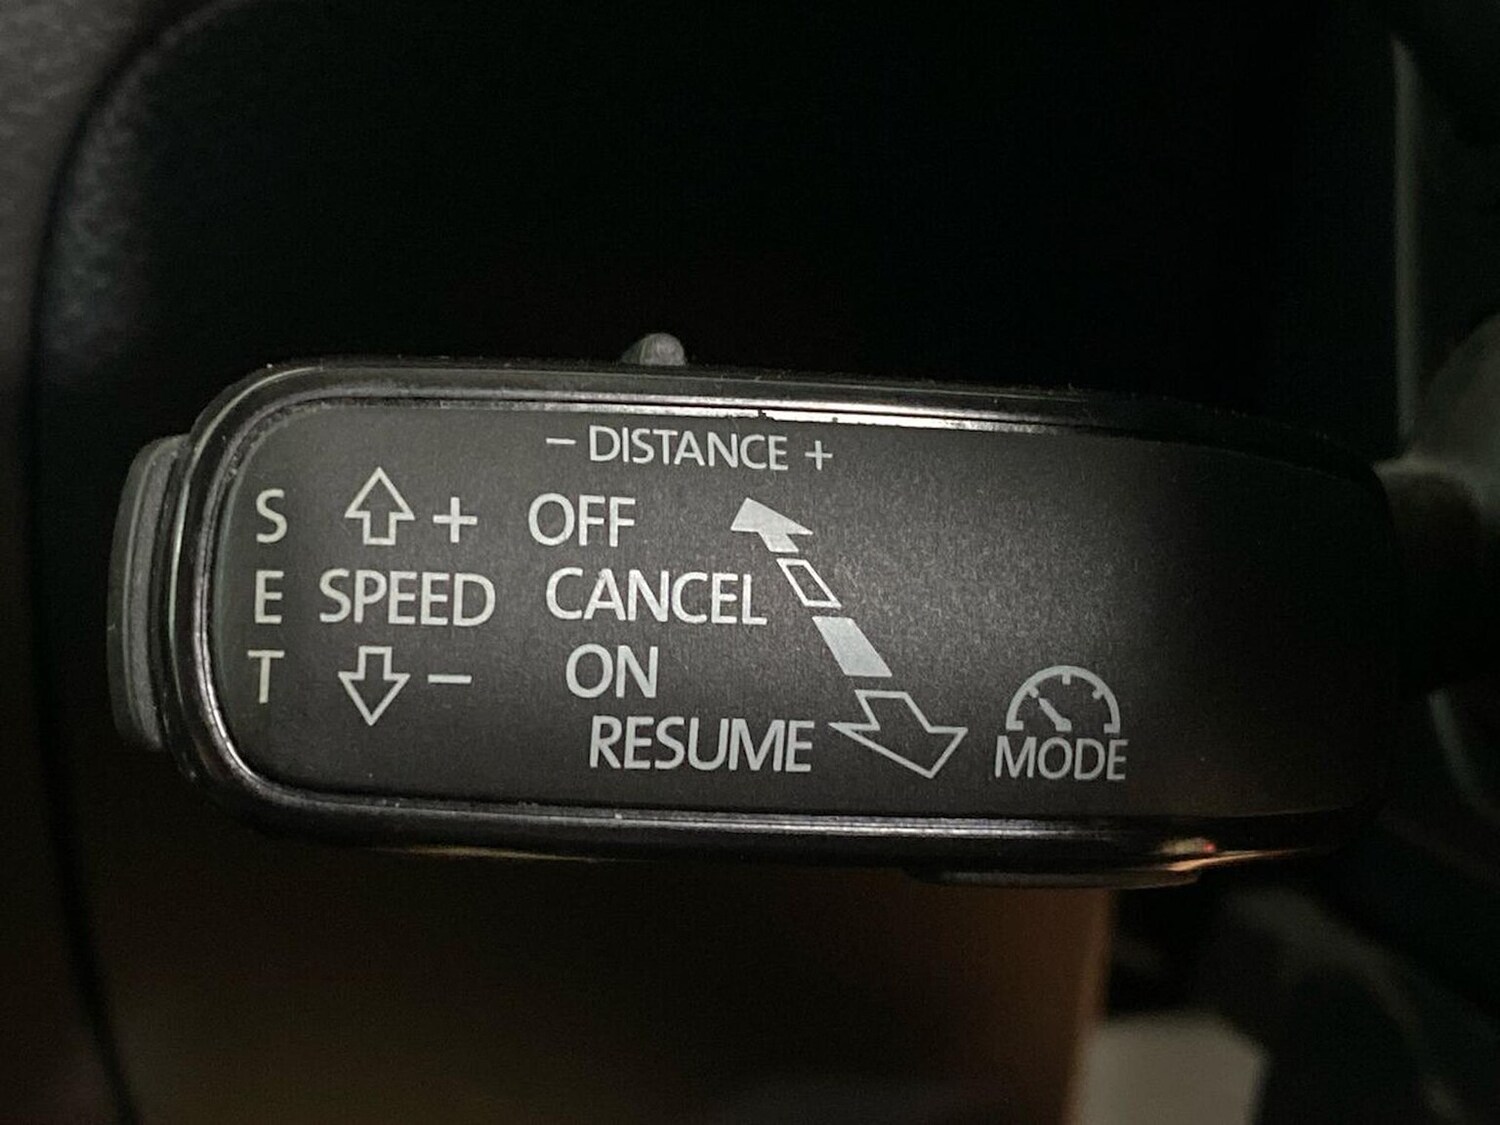 − DISTANCE +
S + OFF
E SPEED CANCEL
T − ON
RESUME
MODE